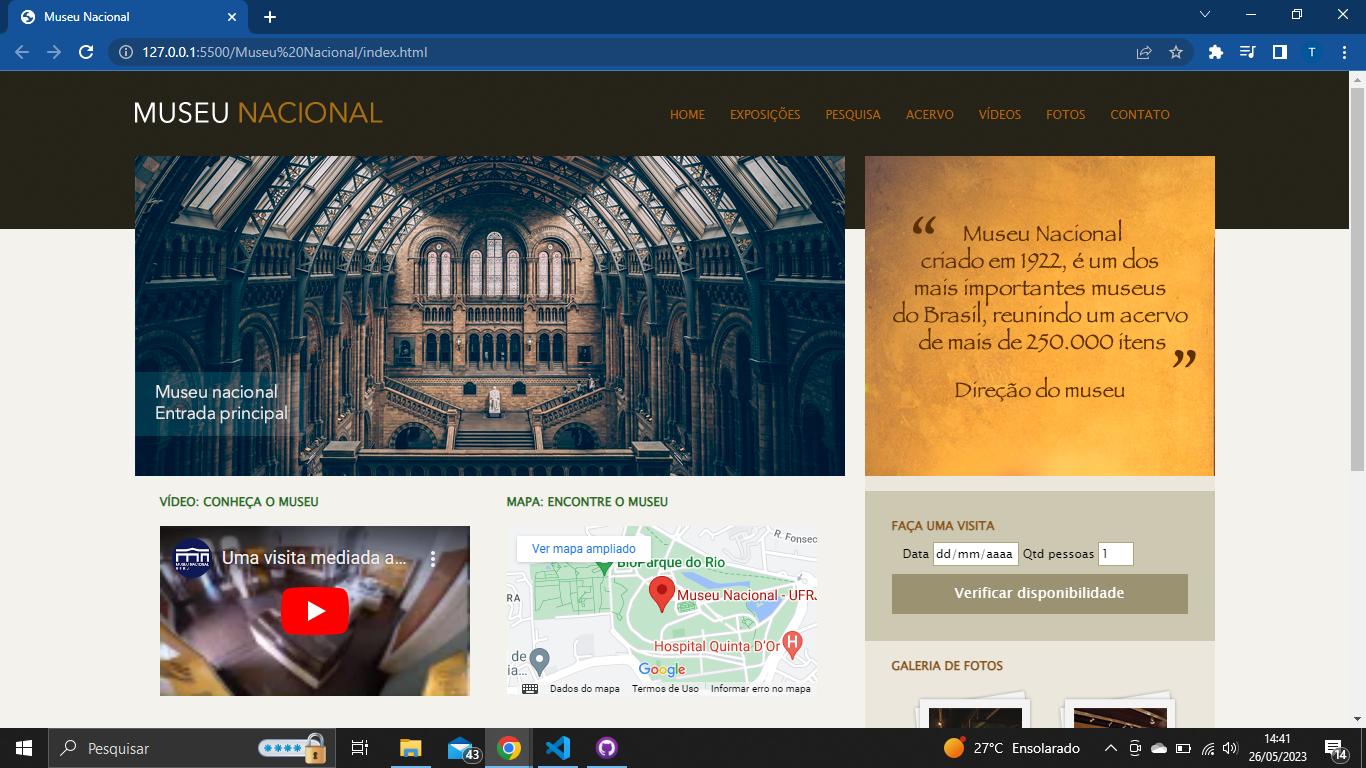 Museu Nacional
127.0.0.1:5500/Museu%20Nacional/index.html
T
MUSEU NACIONAL
HOME EXPOSIÇÕES PESQUISA ACERVO VÍDEOS FOTOS CONTATO
Museu nacional
Entrada principal
“ Museu Nacional
criado em 1922, é um dos
mais importantes museus
do Brasil, reunindo um acervo
de mais de 250.000 itens ”
Direção do museu
VÍDEO: CONHEÇA O MUSEU
MUSEU NACIONAL
UFRJ
Uma visita mediada a...
MAPA: ENCONTRE O MUSEU
Ver mapa ampliado
R. Fonsec
BioParque do Rio
RA
Museu Nacional - UFRJ
Hospital Quinta D'Or
H
de
ia...
Google
Dados do mapa Termos de Uso Informar erro no mapa
FAÇA UMA VISITA
Data dd/mm/aaaa Qtd pessoas 1
Verificar disponibilidade
GALERIA DE FOTOS
Pesquisar
43
27°C Ensolarado
14:41
26/05/2023
14